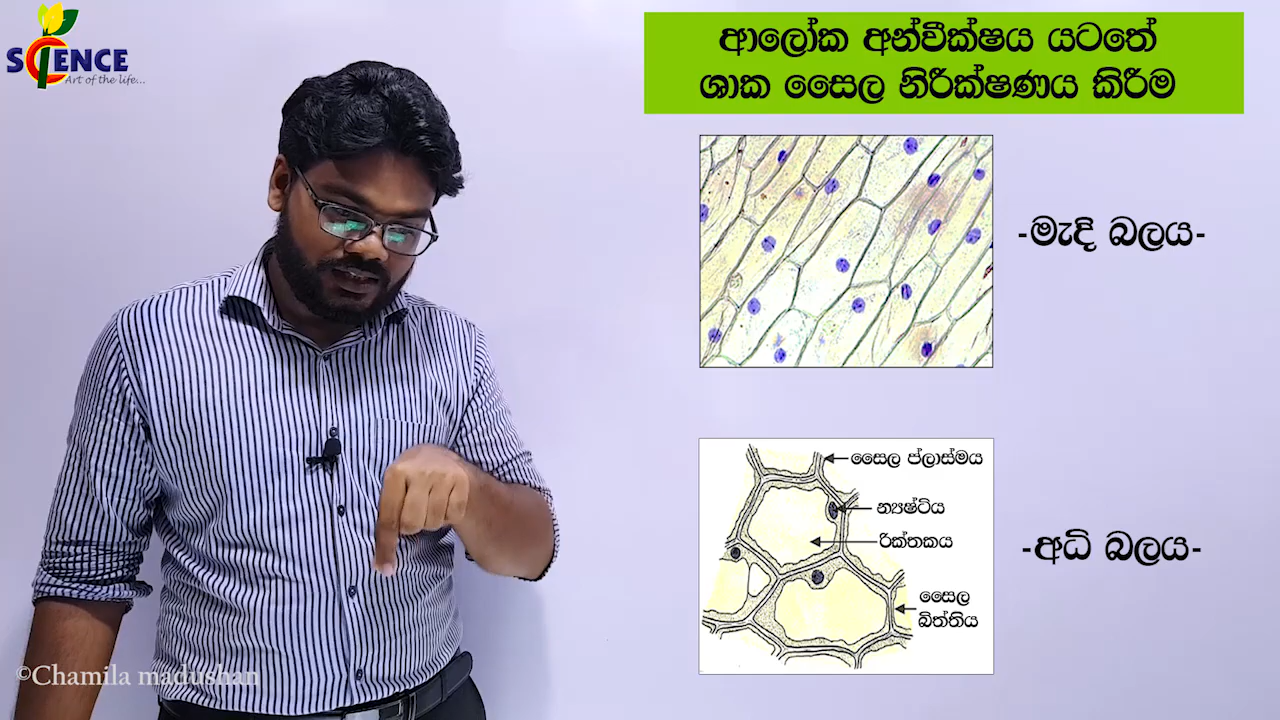 SCIENCE
Art of the life...
ආලෝක අන්වීක්ෂය යටතේ
ශාක සෛල නිරීක්ෂණය කිරීම
-මැදි බලය-
සෛල ප්ලාස්මය
න්‍යෂ්ටිය
රික්තකය
සෛල
බිත්තිය
-අධි බලය-
©Chamila madushan